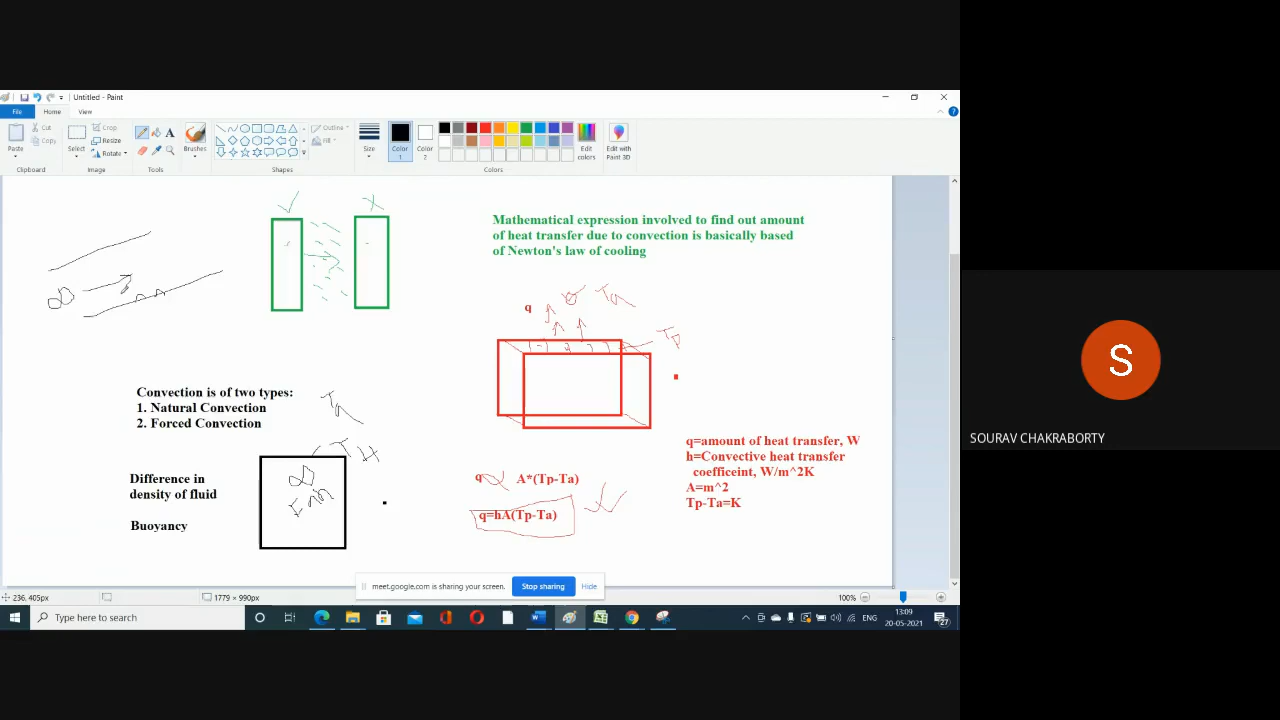 Untitled - Paint
File
Home
View
Paste
Cut
Copy
Clipboard
Select
Crop
Resize
Rotate
Image
Tools
Brushes
Shapes
Outline
Fill
Size
Color 1
Color 2
Edit colors
Edit with Paint 3D
Colors
Mathematical expression involved to find out amount
of heat transfer due to convection is basically based
of Newton's law of cooling
q
Ta
Tp
Convection is of two types:
1. Natural Convection
2. Forced Convection
Ta
TH
Difference in
density of fluid
Buoyancy
q ∝ A*(Tp-Ta)
q=hA(Tp-Ta)
q=amount of heat transfer, W
h=Convective heat transfer
coefficeint, W/m^2K
A=m^2
Tp-Ta=K
S
SOURAV CHAKRABORTY
meet.google.com is sharing your screen.
Stop sharing
Hide
236, 405px
1779 × 990px
100%
Type here to search
ENG
13:09
20-05-2021
27